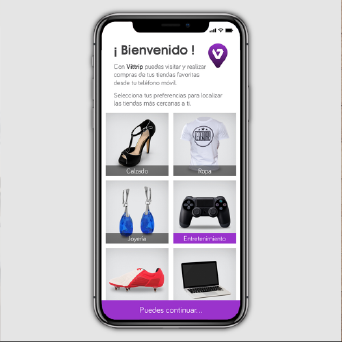 ¡ Bienvenido !
Con Vittrip puedes visitar y realizar
compras de tus tiendas favoritas
desde tu teléfono móvil.
Selecciona tus preferencias para localizar
las tiendas más cercanas a ti.
Calzado
Ropa
Joyería
Entretenimiento
Puedes continuar...